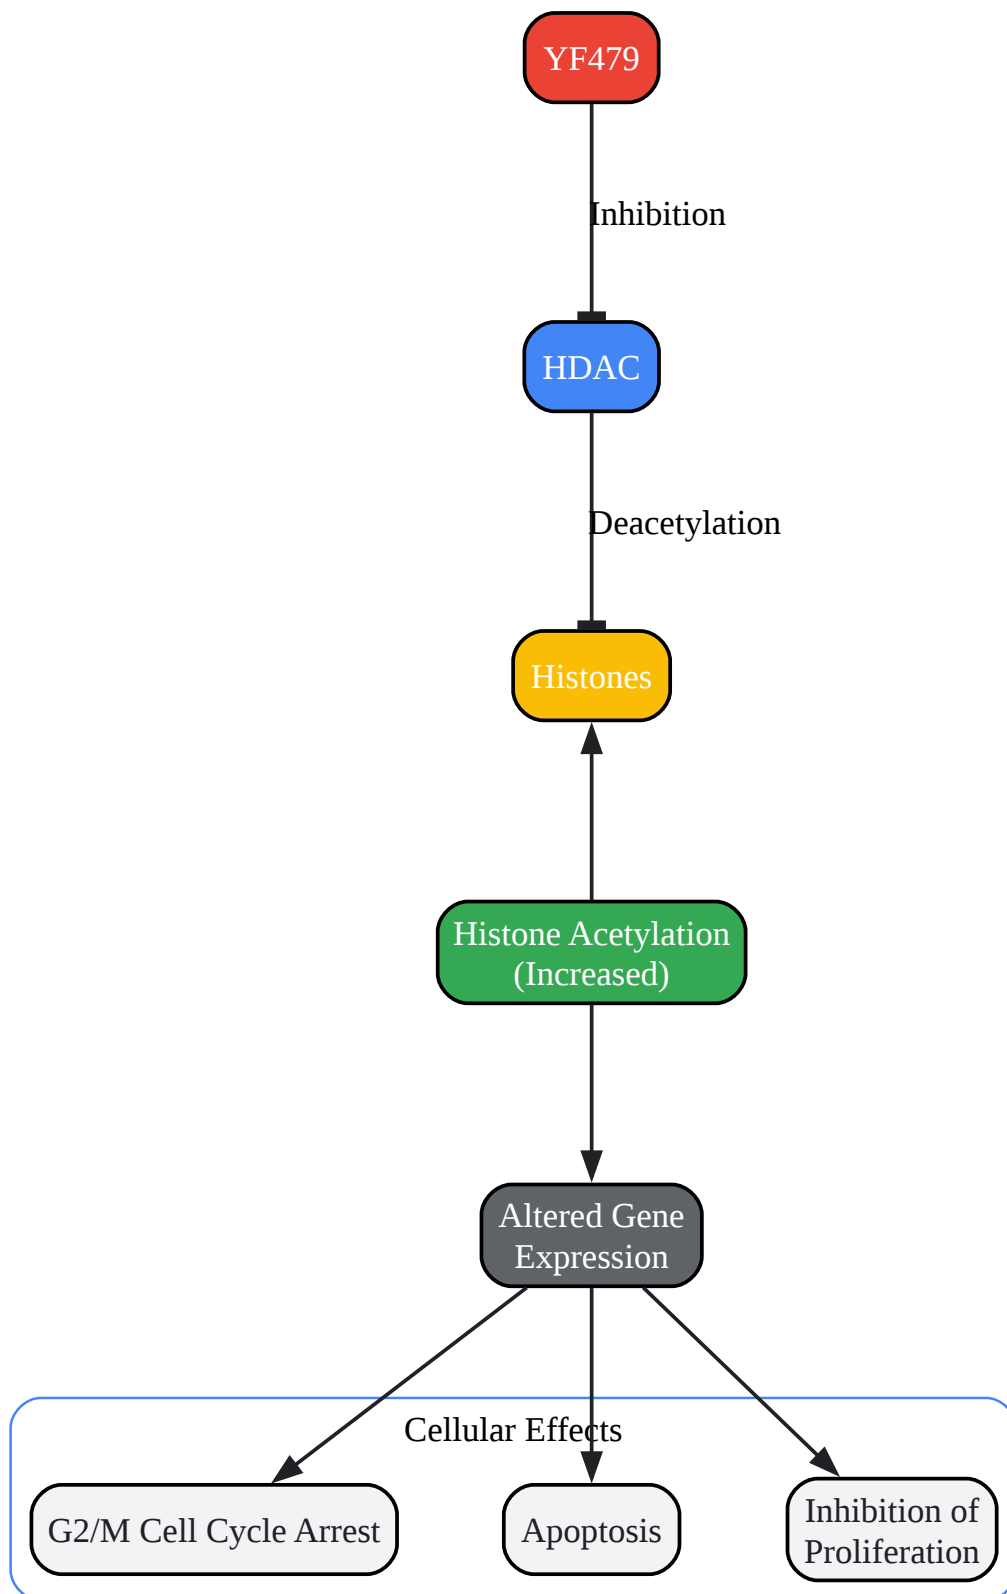 YF479
Inhibition
HDAC
Deacetylation
Histones
Histone Acetylation
(Increased)
Altered Gene
Expression
Cellular Effects
G2/M Cell Cycle Arrest
Apoptosis
Inhibition of
Proliferation